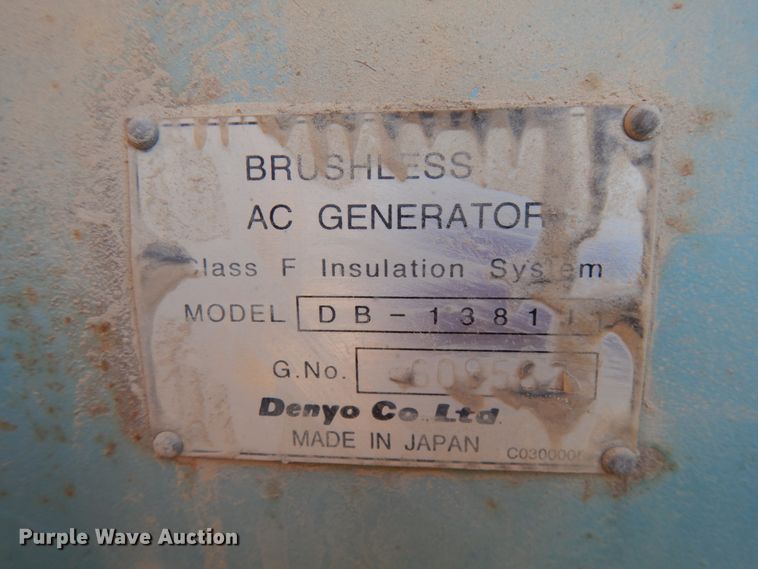 BRUSHLESS
AC GENERATOR
Class F Insulation System
MODEL DB-1381
G.No.
Denyo Co. Ltd.
MADE IN JAPAN
Purple Wave Auction